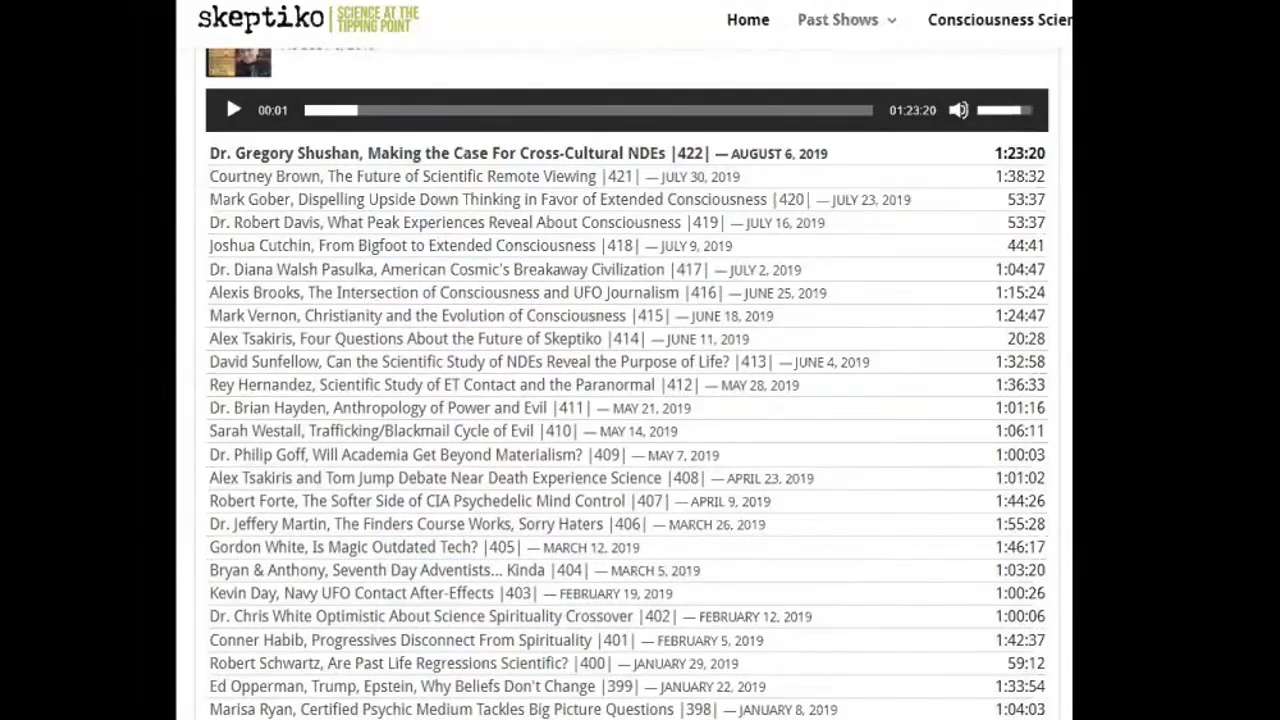 skeptiko | SCIENCE AT THE TIPPING POINT Home Past Shows Consciousness Scien
00:01 01:23:20
Dr. Gregory Shushan, Making the Case For Cross-Cultural NDEs |422| — AUGUST 6, 2019 1:23:20
Courtney Brown, The Future of Scientific Remote Viewing |421| — JULY 30, 2019 1:38:32
Mark Gober, Dispelling Upside Down Thinking in Favor of Extended Consciousness |420| — JULY 23, 2019 53:37
Dr. Robert Davis, What Peak Experiences Reveal About Consciousness |419| — JULY 16, 2019 53:37
Joshua Cutchin, From Bigfoot to Extended Consciousness |418| — JULY 9, 2019 44:41
Dr. Diana Walsh Pasulka, American Cosmic's Breakaway Civilization |417| — JULY 2, 2019 1:04:47
Alexis Brooks, The Intersection of Consciousness and UFO Journalism |416| — JUNE 25, 2019 1:15:24
Mark Vernon, Christianity and the Evolution of Consciousness |415| — JUNE 18, 2019 1:24:47
Alex Tsakiris, Four Questions About the Future of Skeptiko |414| — JUNE 11, 2019 20:28
David Sunfellow, Can the Scientific Study of NDEs Reveal the Purpose of Life? |413| — JUNE 4, 2019 1:32:58
Rey Hernandez, Scientific Study of ET Contact and the Paranormal |412| — MAY 28, 2019 1:36:33
Dr. Brian Hayden, Anthropology of Power and Evil |411| — MAY 21, 2019 1:01:16
Sarah Westall, Trafficking/Blackmail Cycle of Evil |410| — MAY 14, 2019 1:06:11
Dr. Philip Goff, Will Academia Get Beyond Materialism? |409| — MAY 7, 2019 1:00:03
Alex Tsakiris and Tom Jump Debate Near Death Experience Science |408| — APRIL 23, 2019 1:01:02
Robert Forte, The Softer Side of CIA Psychedelic Mind Control |407| — APRIL 9, 2019 1:44:26
Dr. Jeffery Martin, The Finders Course Works, Sorry Haters |406| — MARCH 26, 2019 1:55:28
Gordon White, Is Magic Outdated Tech? |405| — MARCH 12, 2019 1:46:17
Bryan & Anthony, Seventh Day Adventists... Kinda |404| — MARCH 5, 2019 1:03:20
Kevin Day, Navy UFO Contact After-Effects |403| — FEBRUARY 19, 2019 1:00:26
Dr. Chris White Optimistic About Science Spirituality Crossover |402| — FEBRUARY 12, 2019 1:00:06
Conner Habib, Progressives Disconnect From Spirituality |401| — FEBRUARY 5, 2019 1:42:37
Robert Schwartz, Are Past Life Regressions Scientific? |400| — JANUARY 29, 2019 59:12
Ed Opperman, Trump, Epstein, Why Beliefs Don't Change |399| — JANUARY 22, 2019 1:33:54
Marisa Ryan, Certified Psychic Medium Tackles Big Picture Questions |398| — JANUARY 8, 2019 1:04:03